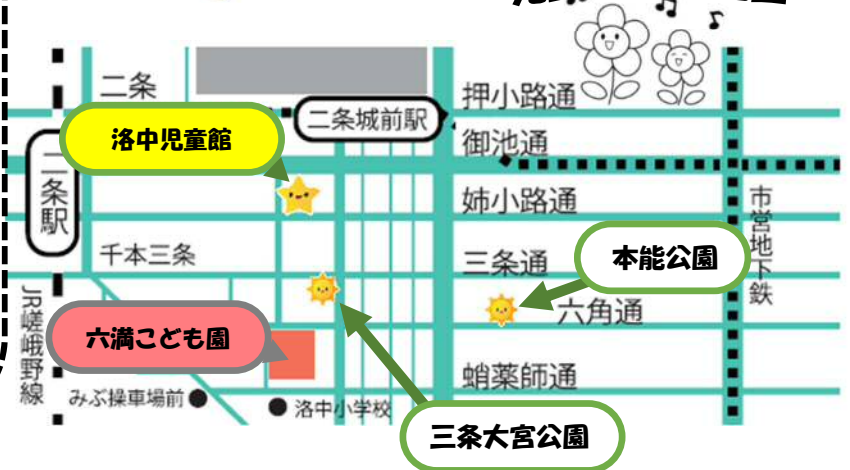 二条
押小路通
二条城前駅
洛中児童館
御池通
二条駅
姉小路通
市営地下鉄
千本三条
三条通
本能公園
JR嵯峨野線
六角通
六満こども園
蛸薬師通
みぶ操車場前
洛中小学校
三条大宮公園